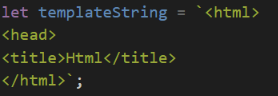 let templateString = `<html>
<head>
<title>Html</title>
</html>`;